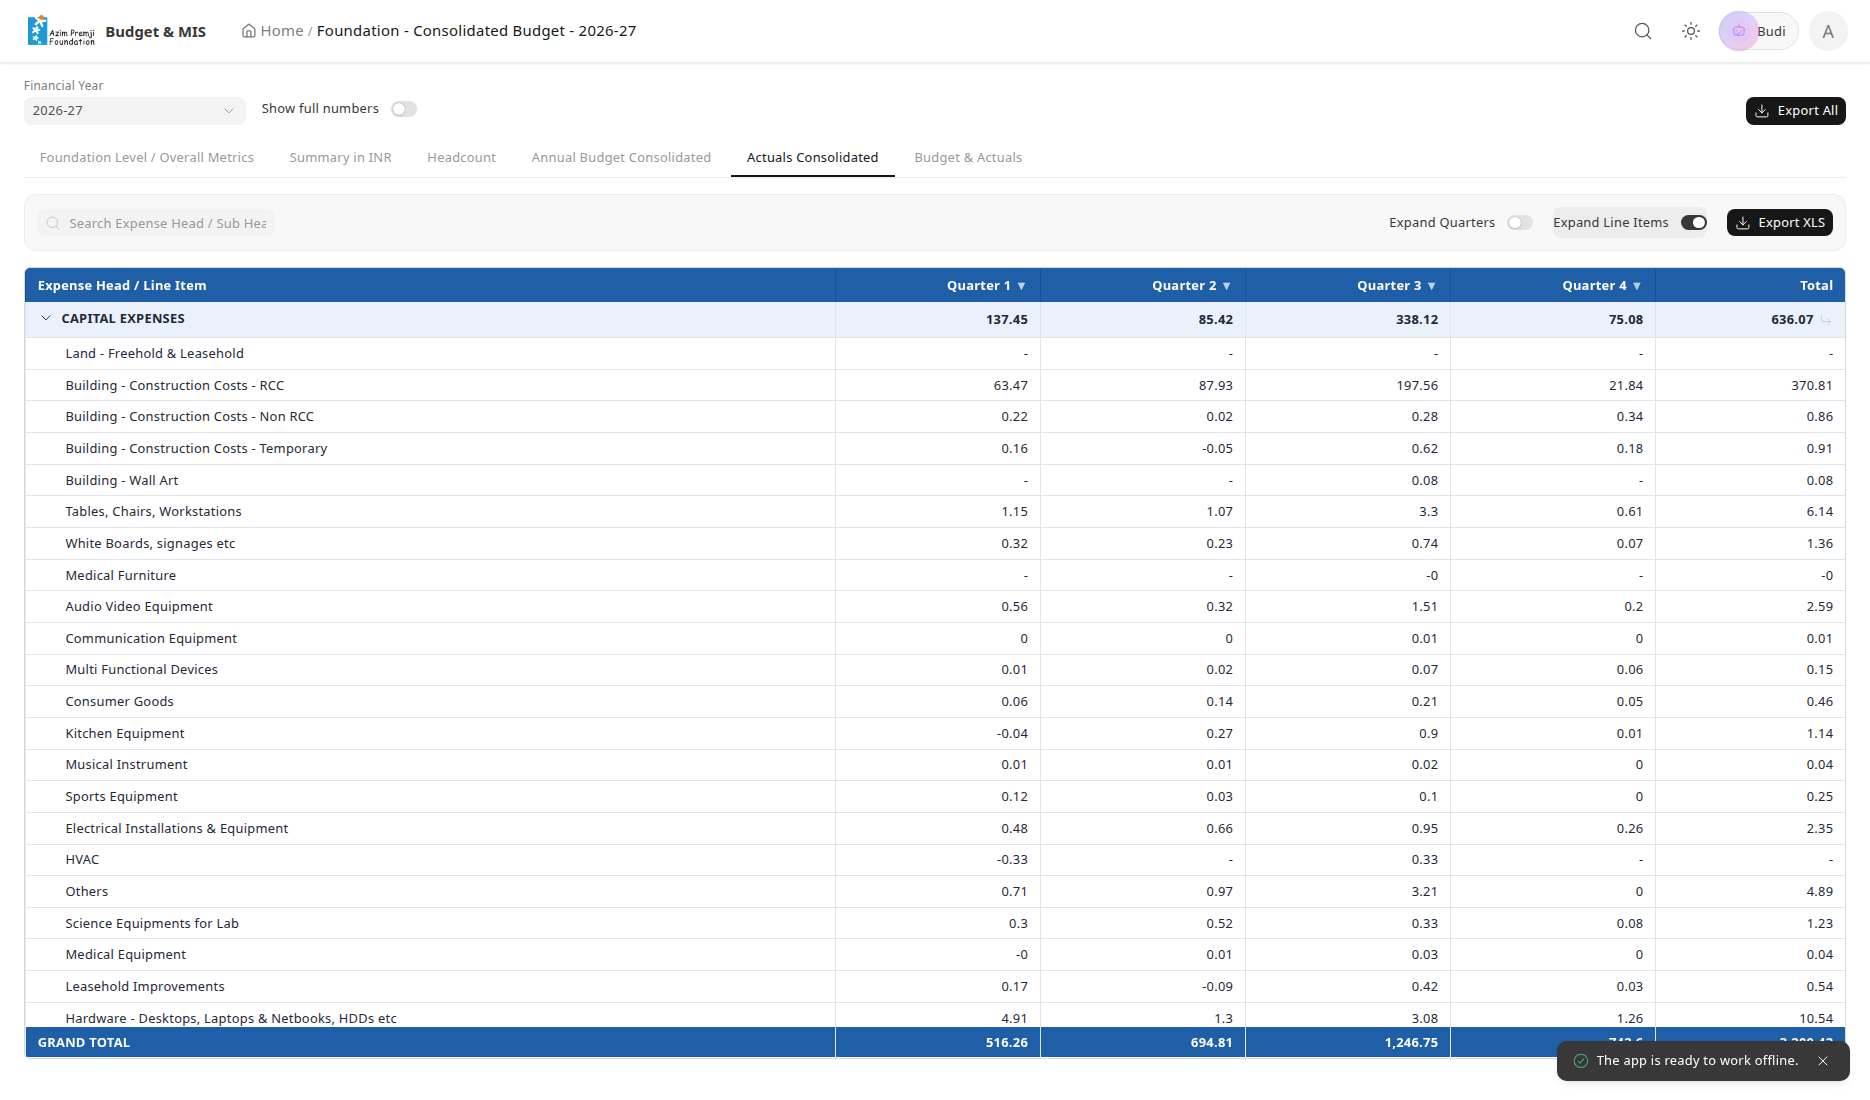 Azim Premji
Foundation
Budget & MIS
Home / Foundation - Consolidated Budget - 2026-27
Budi
A
Financial Year
2026-27
Show full numbers
Export All
Foundation Level / Overall Metrics
Summary in INR
Headcount
Annual Budget Consolidated
Actuals Consolidated
Budget & Actuals
Search Expense Head / Sub Hea
Expand Quarters
Expand Line Items
Export XLS
Expense Head / Line Item Quarter 1 ▼ Quarter 2 ▼ Quarter 3 ▼ Quarter 4 ▼ Total
CAPITAL EXPENSES 137.45 85.42 338.12 75.08 636.07
Land - Freehold & Leasehold - - - - -
Building - Construction Costs - RCC 63.47 87.93 197.56 21.84 370.81
Building - Construction Costs - Non RCC 0.22 0.02 0.28 0.34 0.86
Building - Construction Costs - Temporary 0.16 -0.05 0.62 0.18 0.91
Building - Wall Art - - 0.08 - 0.08
Tables, Chairs, Workstations 1.15 1.07 3.3 0.61 6.14
White Boards, signages etc 0.32 0.23 0.74 0.07 1.36
Medical Furniture - - -0 - -0
Audio Video Equipment 0.56 0.32 1.51 0.2 2.59
Communication Equipment 0 0 0.01 0 0.01
Multi Functional Devices 0.01 0.02 0.07 0.06 0.15
Consumer Goods 0.06 0.14 0.21 0.05 0.46
Kitchen Equipment -0.04 0.27 0.9 0.01 1.14
Musical Instrument 0.01 0.01 0.02 0 0.04
Sports Equipment 0.12 0.03 0.1 0 0.25
Electrical Installations & Equipment 0.48 0.66 0.95 0.26 2.35
HVAC -0.33 - 0.33 - -
Others 0.71 0.97 3.21 0 4.89
Science Equipments for Lab 0.3 0.52 0.33 0.08 1.23
Medical Equipment -0 0.01 0.03 0 0.04
Leasehold Improvements 0.17 -0.09 0.42 0.03 0.54
Hardware - Desktops, Laptops & Netbooks, HDDs etc 4.91 1.3 3.08 1.26 10.54
GRAND TOTAL 516.26 694.81 1,246.75
The app is ready to work offline.